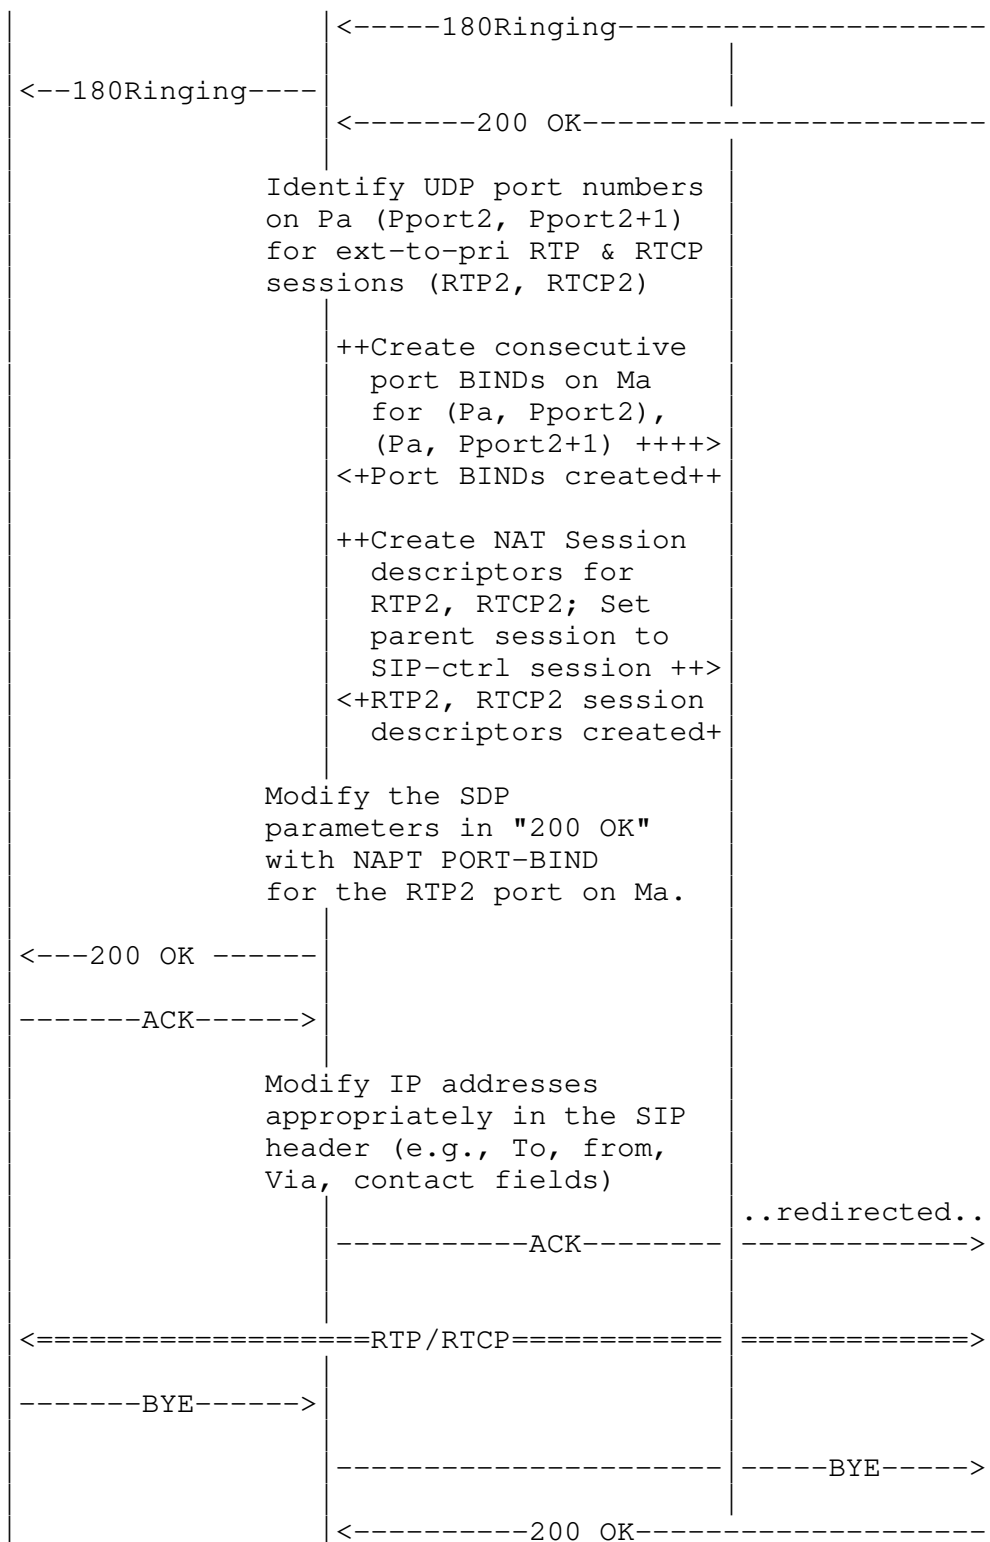 |                 |<-----180Ringing---------------------
|                 |                      |
|<--180Ringing----|                      |
|                 |<-------200 OK-----------------------
|                 |                      |
|              Identify UDP port numbers |
|              on Pa (Pport2, Pport2+1)  |
|              for ext-to-pri RTP & RTCP |
|              sessions (RTP2, RTCP2)    |
|                 |                      |
|                 |++Create consecutive  |
|                 |  port BINDs on Ma    |
|                 |  for (Pa, Pport2),   |
|                 |  (Pa, Pport2+1) ++++>|
|                 |<+Port BINDs created++|
|                 |                      |
|                 |++Create NAT Session  |
|                 |  descriptors for     |
|                 |  RTP2, RTCP2; Set    |
|                 |  parent session to   |
|                 |  SIP-ctrl session ++>|
|                 |<+RTP2, RTCP2 session |
|                 |  descriptors created+|
|                 |                      |
|              Modify the SDP            |
|              parameters in "200 OK"    |
|              with NAPT PORT-BIND       |
|              for the RTP2 port on Ma.  |
|                 |                      |
|<---200 OK ------|                      |
|                 |                      |
|-------ACK------>|                      |
|                 |                      |
|              Modify IP addresses       |
|              appropriately in the SIP  |
|              header (e.g., To, from,   |
|              Via, contact fields)      |
|                 |                      |..redirected..
|                 |-----------ACK--------|------------->
|                 |                      |
|                 |                      |
|<====================RTP/RTCP============|=============>
|                 |                      |
|-------BYE------>|                      |
|                 |                      |
|                 |----------------------|-----BYE----->
|                 |                      |
|                 |<----------200 OK--------------------